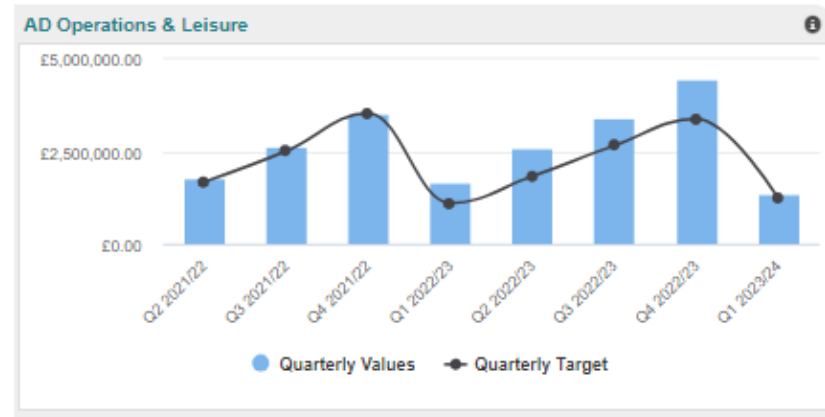 AD Operations & Leisure
£5,000,000.00
£2,500,000.00
£0.00
Q2 2021/22
Q3 2021/22
Q4 2021/22
Q1 2022/23
Q2 2022/23
Q3 2022/23
Q4 2022/23
Q1 2023/24
Quarterly Values
Quarterly Target